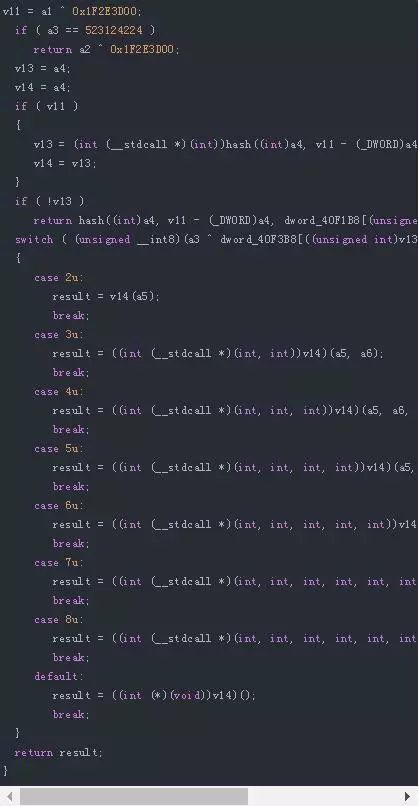 v11 = a1 ^ 0x1F2E3D00;
if ( a3 == 523124224 )
return a2 ^ 0x1F2E3D00;
v13 = a4;
v14 = a4;
if ( v11 )
{
v13 = (int (__stdcall *)(int))hash((int)a4, v11 - (_DWORD)a4
v14 = v13;
}
if ( !v13 )
return hash((int)a4, v11 - (_DWORD)a4, dword_40F1B8[(unsigne
switch ( (unsigned __int8)(a3 ^ dword_40F3B8[((unsigned int)v13
{
case 2u:
result = v14(a5);
break;
case 3u:
result = ((int (__stdcall *)(int, int))v14)(a5, a6);
break;
case 4u:
result = ((int (__stdcall *)(int, int, int))v14)(a5, a6,
break;
case 5u:
result = ((int (__stdcall *)(int, int, int, int))v14)(a5,
break;
case 6u:
result = ((int (__stdcall *)(int, int, int, int, int))v14
break;
case 7u:
result = ((int (__stdcall *)(int, int, int, int, int, int
break;
case 8u:
result = ((int (__stdcall *)(int, int, int, int, int, int
break;
default:
result = ((int (*)(void))v14)();
break;
}
return result;
}